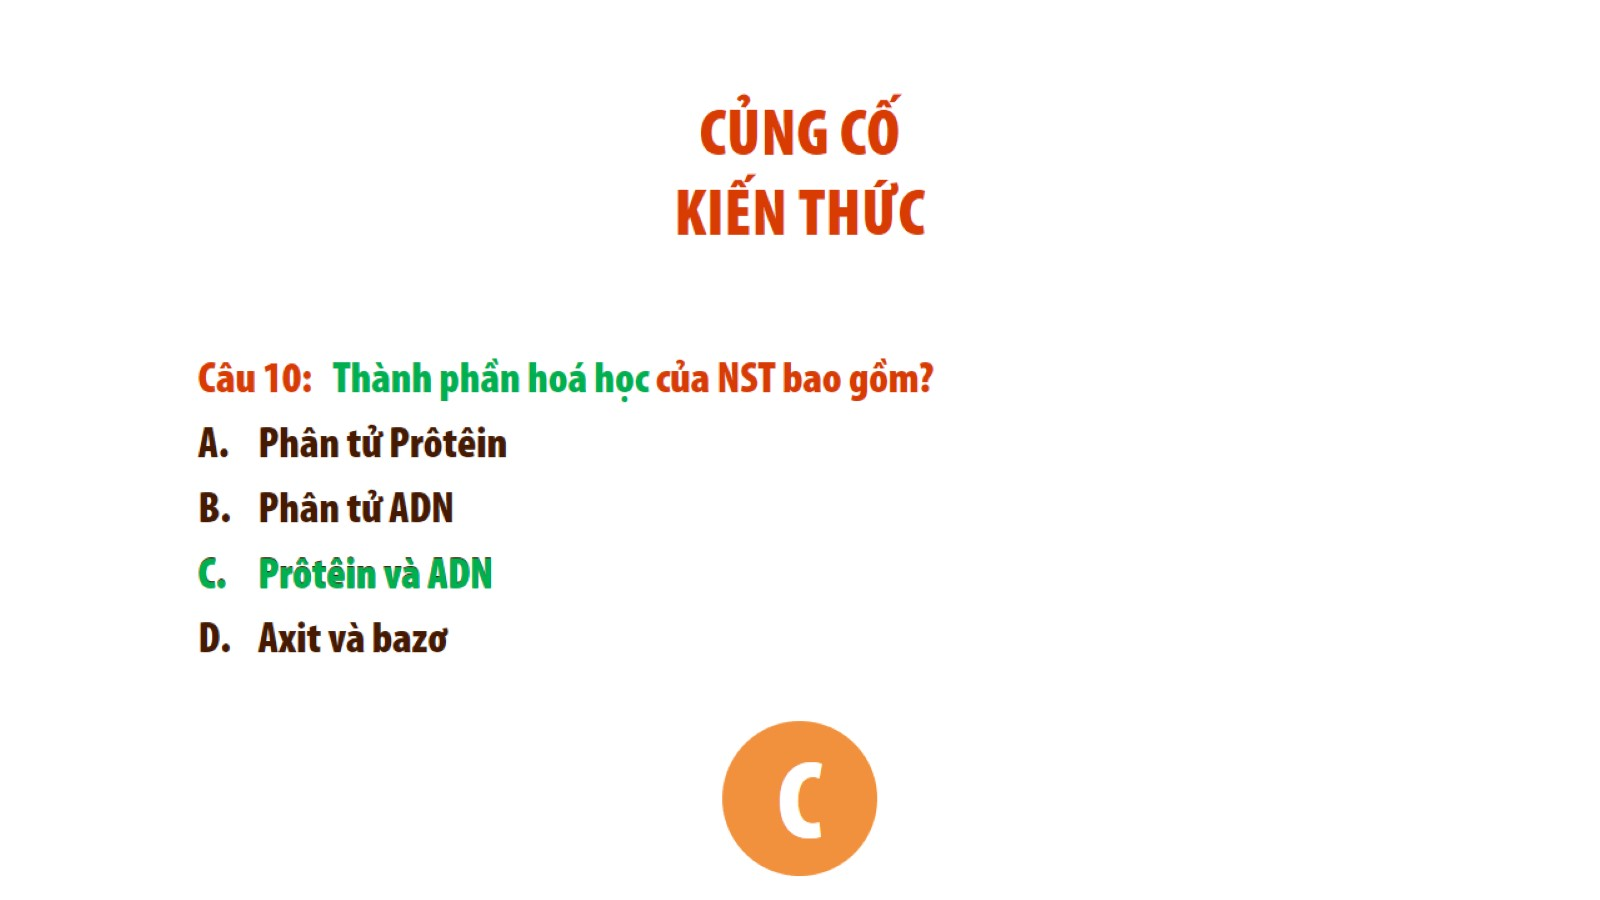 CỦNG CỐ
KIẾN THỨC
Câu 10: Thành phần hoá học của NST bao gồm?
A. Phân tử Prôtêin
B. Phân tử ADN
C. Prôtêin và ADN
D. Axit và bazơ
C